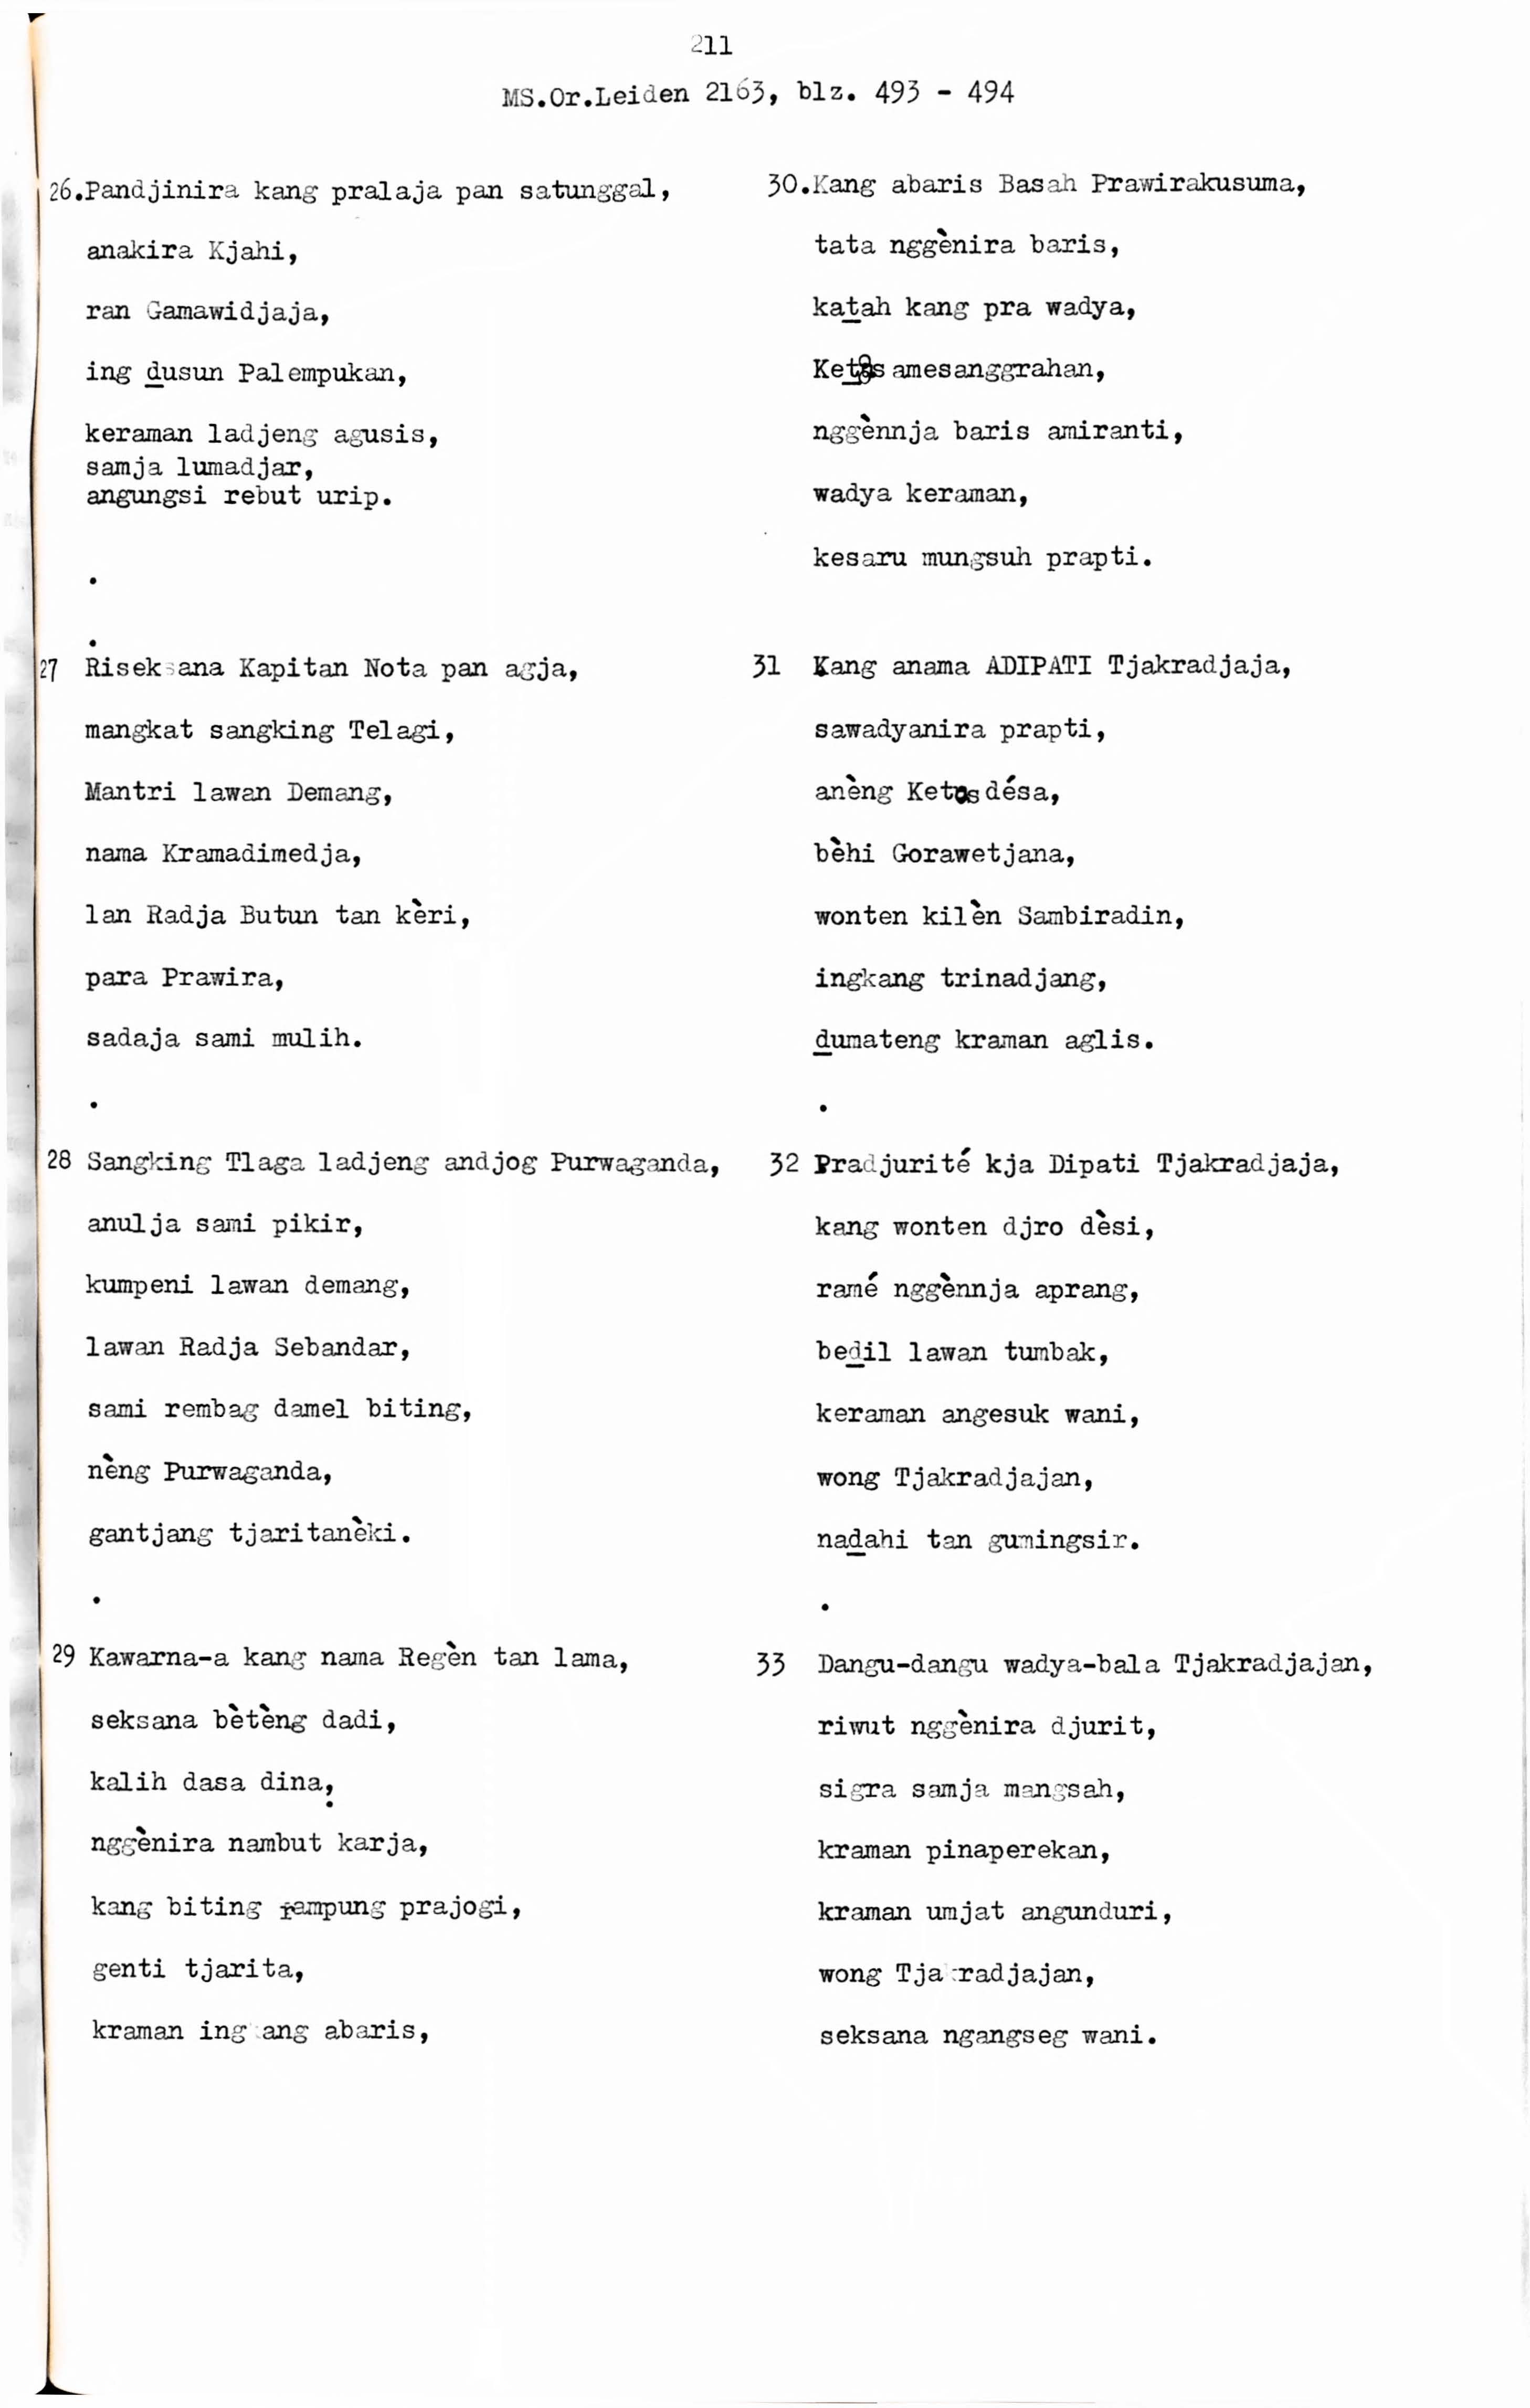 211
MS.Or.Leiden 2163, blz. 493 - 494
26.Pandjinira kang pralaja pan satunggal,
anakira Kjahi,
ran Gamawidjaja,
ing d̲usun Palempukan,
keraman ladjeng agusis,
samja lumadjar,
angungsi rebut urip.
.
.
27 Riseksana Kapitan Nota pan agja,
mangkat sangking Telagi,
Mantri lawan Demang,
nama Kramadimedja,
lan Radja Butun tan kèri,
para Prawira,
sadaja sami mulih.
.
28 Sangking Tlaga ladjeng andjog Purwaganda,
anulja sami pikir,
kumpeni lawan demang,
lawan Radja Sebandar,
sami rembag damel biting,
nèng Purwaganda,
gantjang tjaritanèki.
.
29 Kawarna-a kang nama Regèn tan lama,
seksana bètèng dadi,
kalih dasa dina,
nggènira nambut karja,
kang biting rampung prajogi,
genti tjarita,
kraman ingkang abaris,
30.Kang abaris Basah Prawirakusuma,
tata nggènira baris,
kat̲ah kang pra wadya,
amesanggrahan,
nggènnja baris amiranti,
wadya keraman,
kesaru mungsuh prapti.
31 Kang anama ADIPATI Tjakradjaja,
sawadyanira prapti,
anèng Ketos désa,
bèhi Gorawetjana,
wonten kilèn Sambiradin,
ingkang trinadjang,
d̲umateng kraman aglis.
.
32 Pradjurité kja Dipati Tjakradjaja,
kang wonten djro dèsi,
ramé nggènnja aprang,
bed̲il lawan tumbak,
keraman angesuk wani,
wong Tjakradjajan,
nad̲ahi tan gumingsir.
.
33 Dangu-dangu wadya-bala Tjakradjajan,
riwut nggènira djurit,
sigra samja mangsah,
kraman pinaperekan,
kraman umjat angunduri,
wong Tjakradjajan,
seksana ngangseg wani.